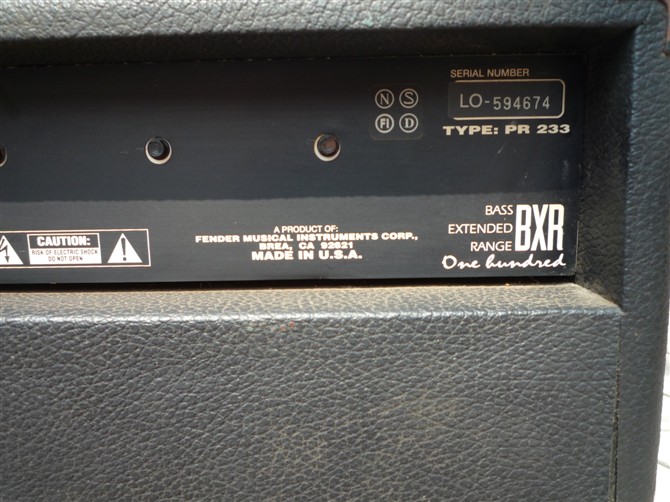 SERIAL NUMBER
N S
FI D
LO-594674
TYPE: PR 233
CAUTION:
RISK OF ELECTRIC SHOCK
DO NOT OPEN
A PRODUCT OF:
FENDER MUSICAL INSTRUMENTS CORP.,
BREA, CA 92621
MADE IN U.S.A.
BASS
EXTENDED
RANGE
BXR
One hundred